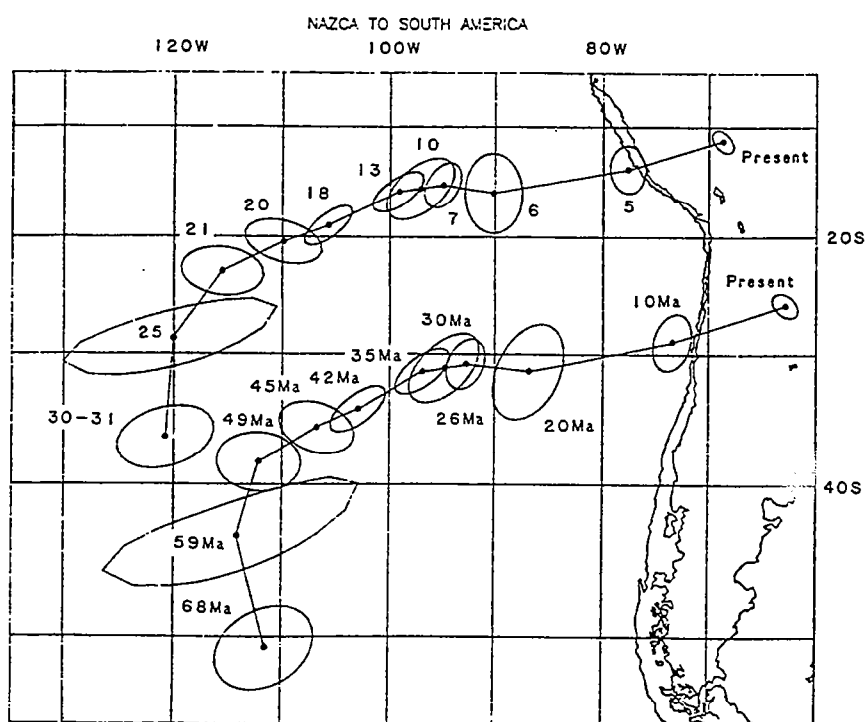 NAZCA TO SOUTH AMERICA
120W 100W 80W
10
13
Present
18
20
7 6 5
21
20S
Present
10Ma
30Ma
25
35Ma
42Ma
45Ma
30-31
49Ma
26Ma
20Ma
40S
59Ma
68Ma